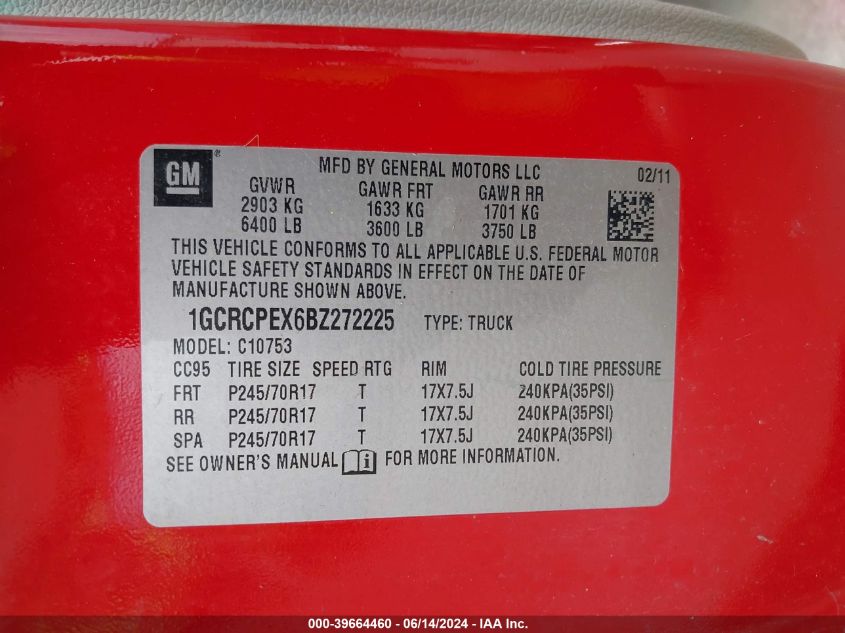 GM ®
MFD BY GENERAL MOTORS LLC 02/11
GVWR GAWR FRT GAWR RR
2903 KG 1633 KG 1701 KG
6400 LB 3600 LB 3750 LB
THIS VEHICLE CONFORMS TO ALL APPLICABLE U.S. FEDERAL MOTOR
VEHICLE SAFETY STANDARDS IN EFFECT ON THE DATE OF
MANUFACTURE SHOWN ABOVE.
1GCRCPEX6BZ272225 TYPE: TRUCK
MODEL: C10753
CC95 TIRE SIZE SPEED RTG RIM COLD TIRE PRESSURE
FRT P245/70R17 T 17X7.5J 240KPA(35PSI)
RR P245/70R17 T 17X7.5J 240KPA(35PSI)
SPA P245/70R17 T 17X7.5J 240KPA(35PSI)
SEE OWNER'S MANUAL i FOR MORE INFORMATION.
000-39664460 - 06/14/2024 - IAA Inc.